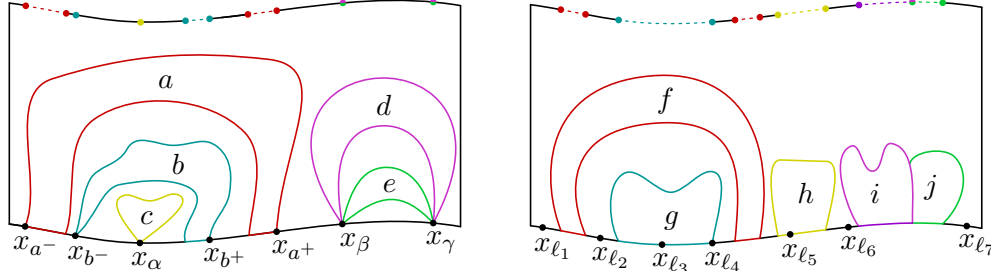 a
b
c
d
e
x_{a^-} x_{b^-} x_α x_{b^+} x_{a^+} x_β x_γ
f
g
h
i
j
x_{ℓ_1} x_{ℓ_2} x_{ℓ_3} x_{ℓ_4} x_{ℓ_5} x_{ℓ_6} x_{ℓ_7}